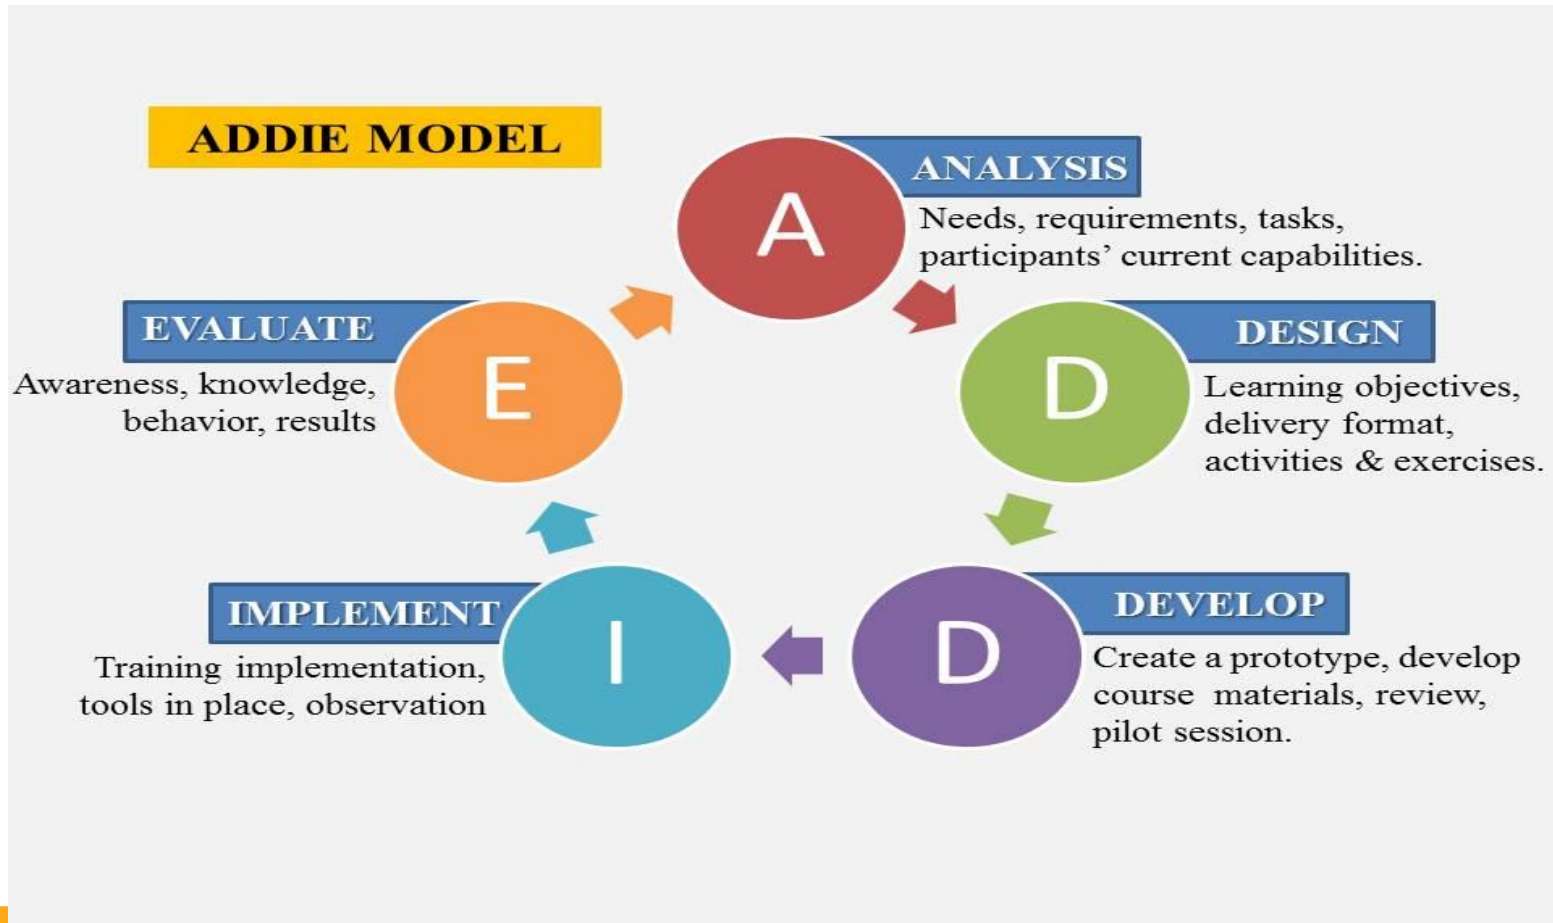 ADDIE MODEL
A
ANALYSIS
Needs, requirements, tasks,
participants’ current capabilities.
D
DESIGN
Learning objectives,
delivery format,
activities & exercises.
D
DEVELOP
Create a prototype, develop
course materials, review,
pilot session.
I
IMPLEMENT
Training implementation,
tools in place, observation
E
EVALUATE
Awareness, knowledge,
behavior, results